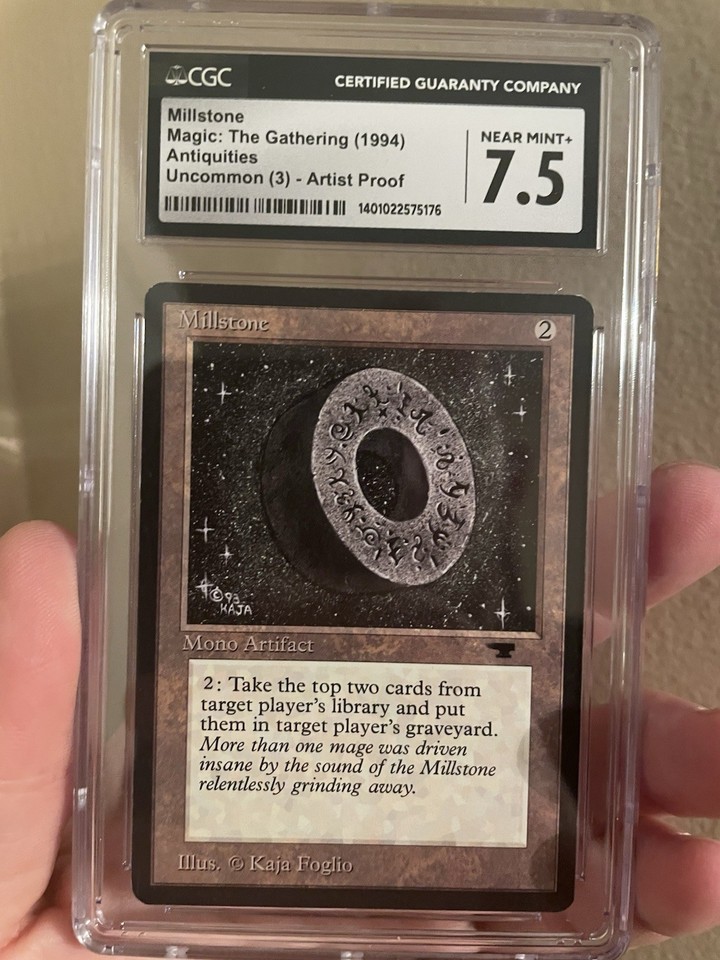 CGC
CERTIFIED GUARANTY COMPANY
Millstone
Magic: The Gathering (1994)
Antiquities
Uncommon (3) - Artist Proof
1401022575176
NEAR MINT+
7.5
Millstone
2
©93
KAJA
Mono Artifact
2: Take the top two cards from
target player's library and put
them in target player's graveyard.
More than one mage was driven
insane by the sound of the Millstone
relentlessly grinding away.
Illus. © Kaja Foglio